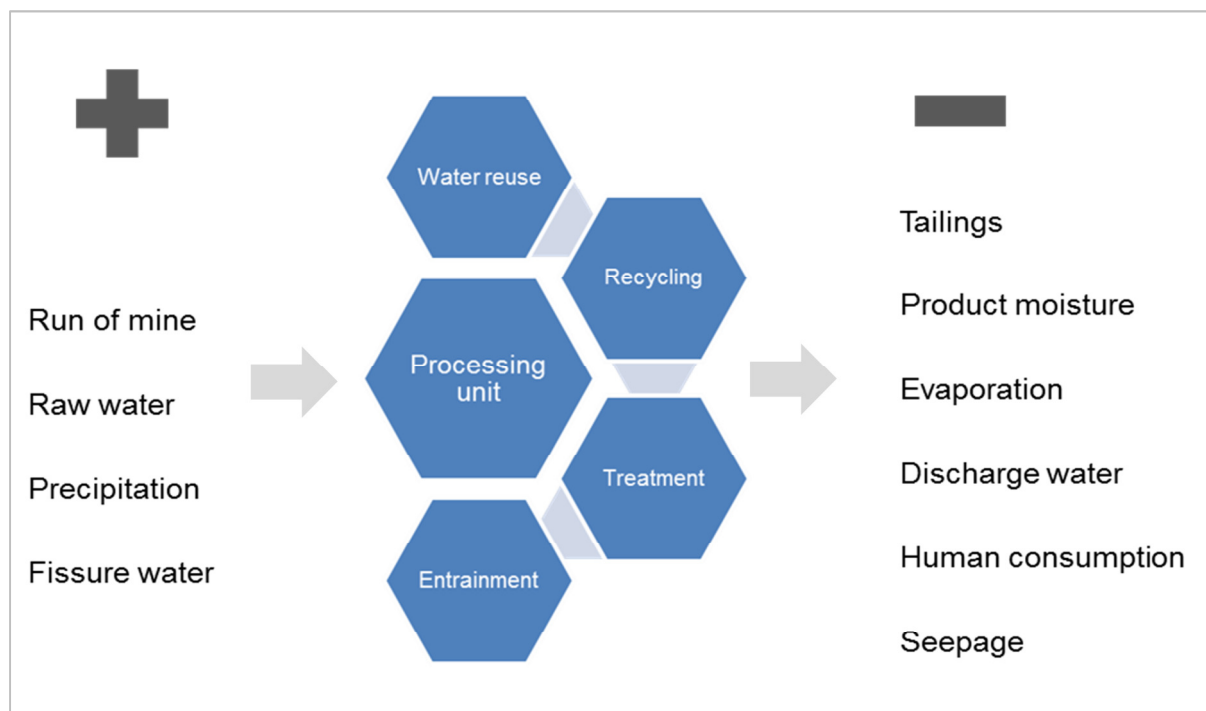 Run of mine
Raw water
Precipitation
Fissure water
Water reuse
Recycling
Processing
unit
Treatment
Entrainment
Tailings
Product moisture
Evaporation
Discharge water
Human consumption
Seepage